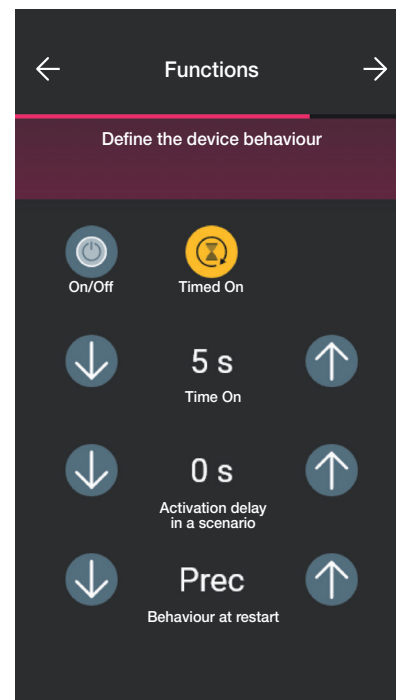 Functions
Define the device behaviour
On/Off
Timed On
5 s
Time On
0 s
Activation delay
in a scenario
Prec
Behaviour at restart